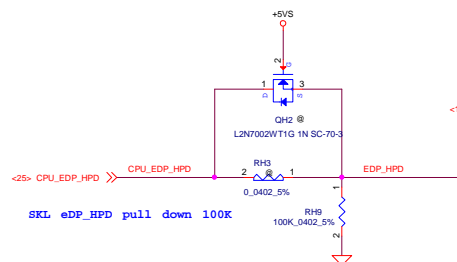 +5VS
2
G
1
3
D
S
QH2 @
L2N7002WT1G 1N SC-70-3
<25> CPU_EDP_HPD
CPU_EDP_HPD
2
RH3
@
1
EDP_HPD
0_0402_5%
SKL eDP_HPD pull down 100K
1
RH9
100K_0402_5%
2